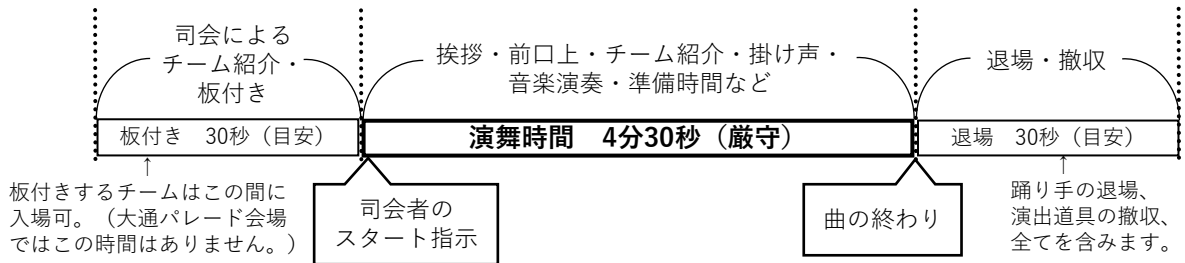 司会による
チーム紹介・
板付き
挨拶・前口上・チーム紹介・掛け声・
音楽演奏・準備時間など
退場・撤収
板付き　30秒（目安）
演舞時間　4分30秒（厳守）
退場　30秒（目安）
↑
板付きするチームはこの間に
入場可。（大通パレード会場
ではこの時間はありません。）
司会者の
スタート指示
曲の終わり
↑
踊り手の退場、
演出道具の撤収、
全てを含みます。